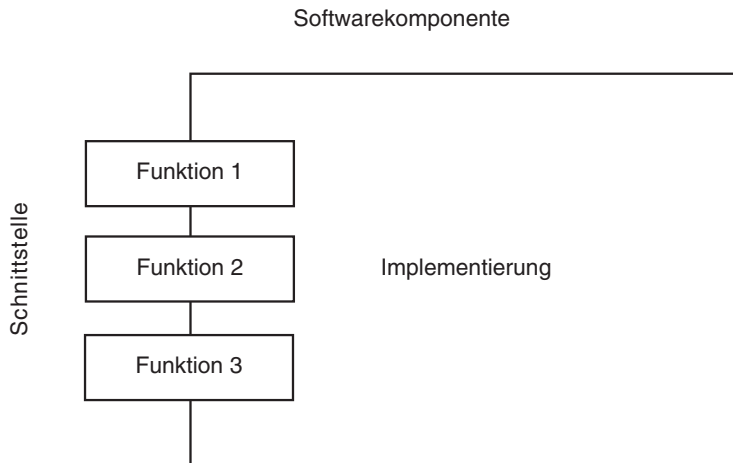 Softwarekomponente
Schnittstelle
Funktion 1
Funktion 2
Implementierung
Funktion 3